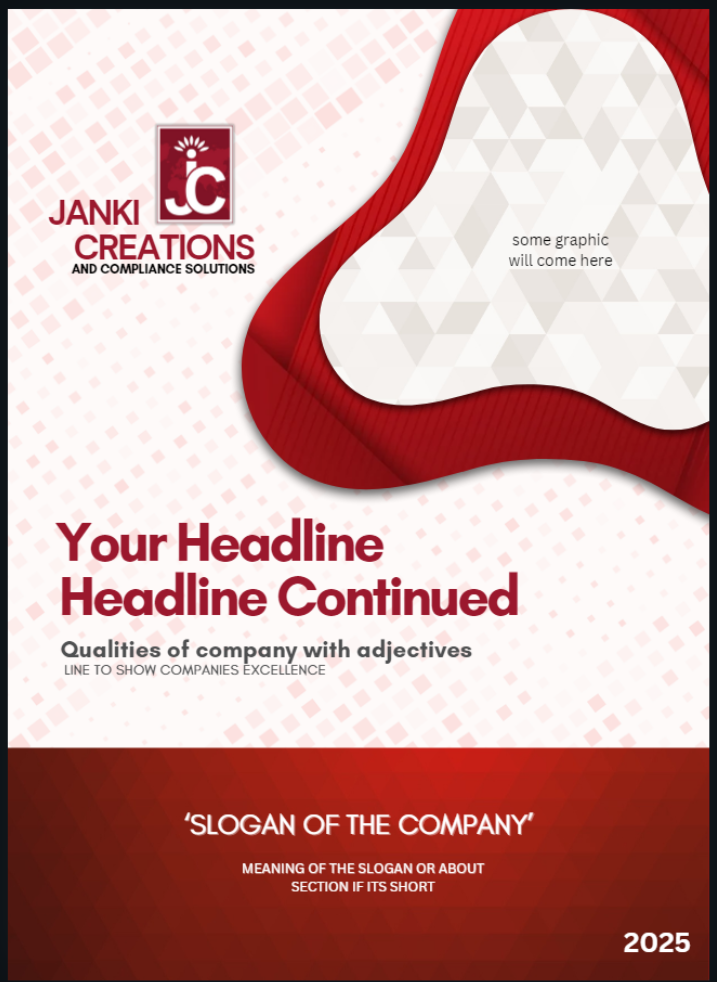 JANKI
jC
CREATIONS
AND COMPLIANCE SOLUTIONS
some graphic
will come here
Your Headline
Headline Continued
Qualities of company with adjectives
LINE TO SHOW COMPANIES EXCELLENCE
‘SLOGAN OF THE COMPANY’
MEANING OF THE SLOGAN OR ABOUT
SECTION IF ITS SHORT
2025